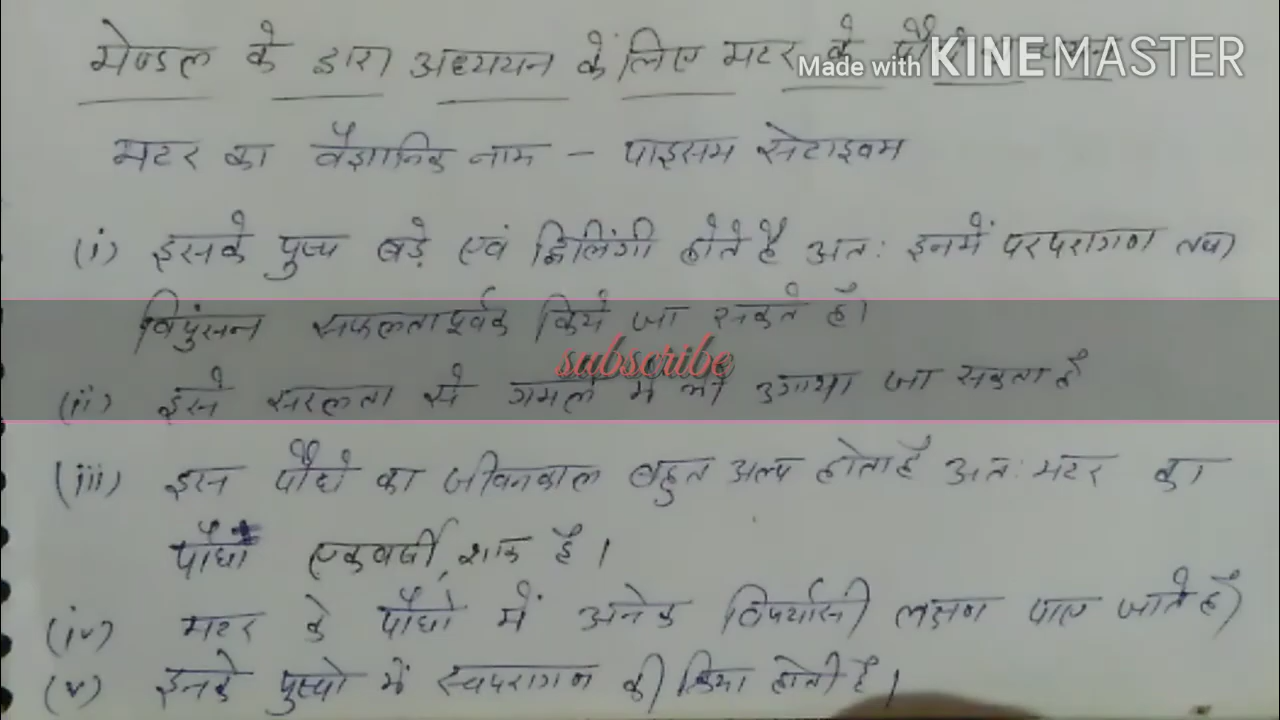 मेण्डल के द्वारा अध्ययन के लिए मटर के
Made with KINEMASTER
मटर का वैज्ञानिक नाम – पाइसम सेटाइवम
(i) इसके पुष्प बड़े एवं द्विलिंगी होते है अतः इनमें परपरागण तथा
विपुंसन सफलतापूर्वक किये जा सकते है।
subscribe
(ii) इसे सरलता से गमले में भी उगाया जा सकता है
(iii) इस पौधे का जीवनकाल बहुत अल्प होता है अतः मटर का
पौधा एकवर्षी, शाक है।
(iv) मटर के पौधो में अनेक विपर्यासी लक्षण पाए जाते है)
(v) इनके पुष्पो में स्वपरागण की क्रिया होती है।